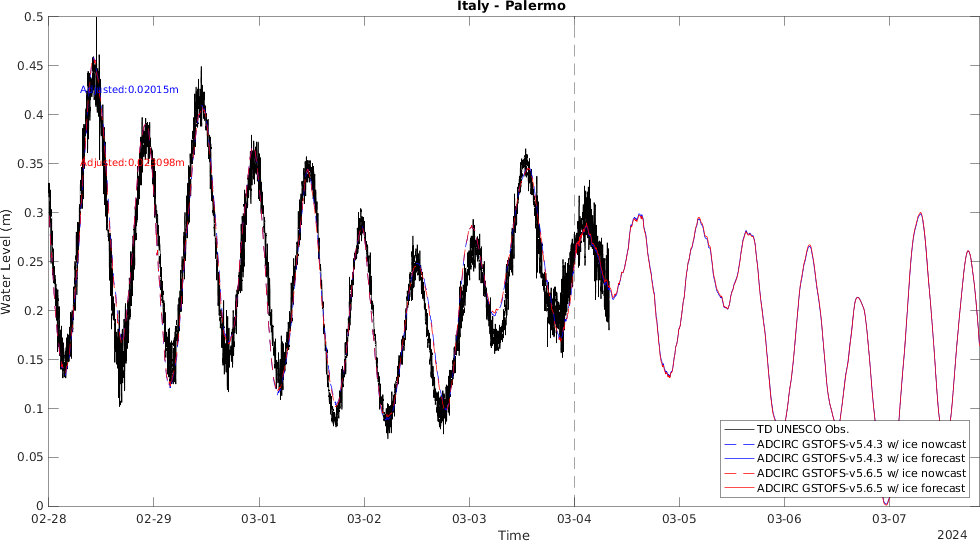 Italy - Palermo
0.5
0.45
0.4
0.35
0.3
0.25
0.2
0.15
0.1
0.05
0
Water Level (m)
Adjusted:0.02015m
TD UNESCO Obs.
ADCIRC GSTOFS-v5.4.3 w/ ice nowcast
ADCIRC GSTOFS-v5.4.3 w/ ice forecast
ADCIRC GSTOFS-v5.6.5 w/ ice nowcast
ADCIRC GSTOFS-v5.6.5 w/ ice forecast
02-28 02-29 03-01 03-02 03-03 03-04 03-05 03-06 03-07
Time
2024